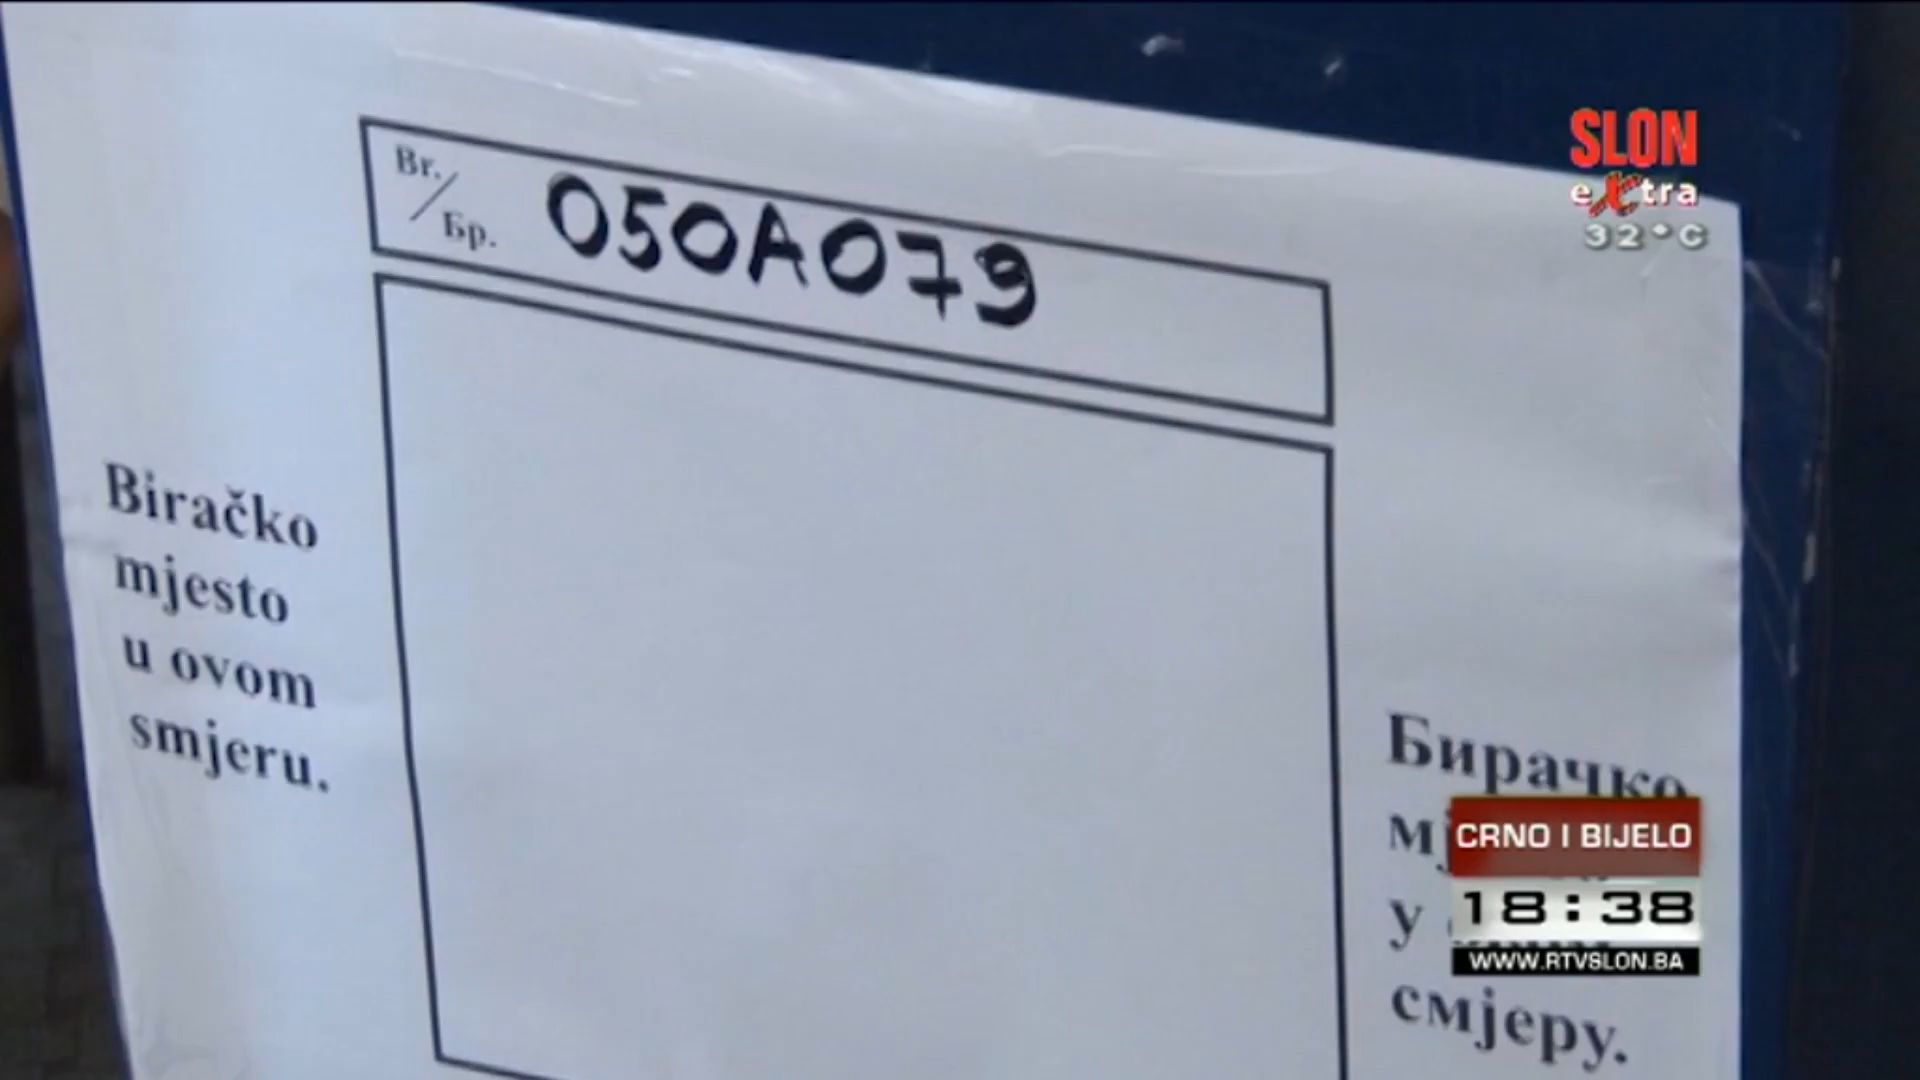 Br./Бр. 050A079
Biračko
mjesto
u ovom
smjeru.
Бирачко
у
смјеру.
SLON
extra
32°C
CRNO I BIJELO
18:38
WWW.RTVSLON.BA